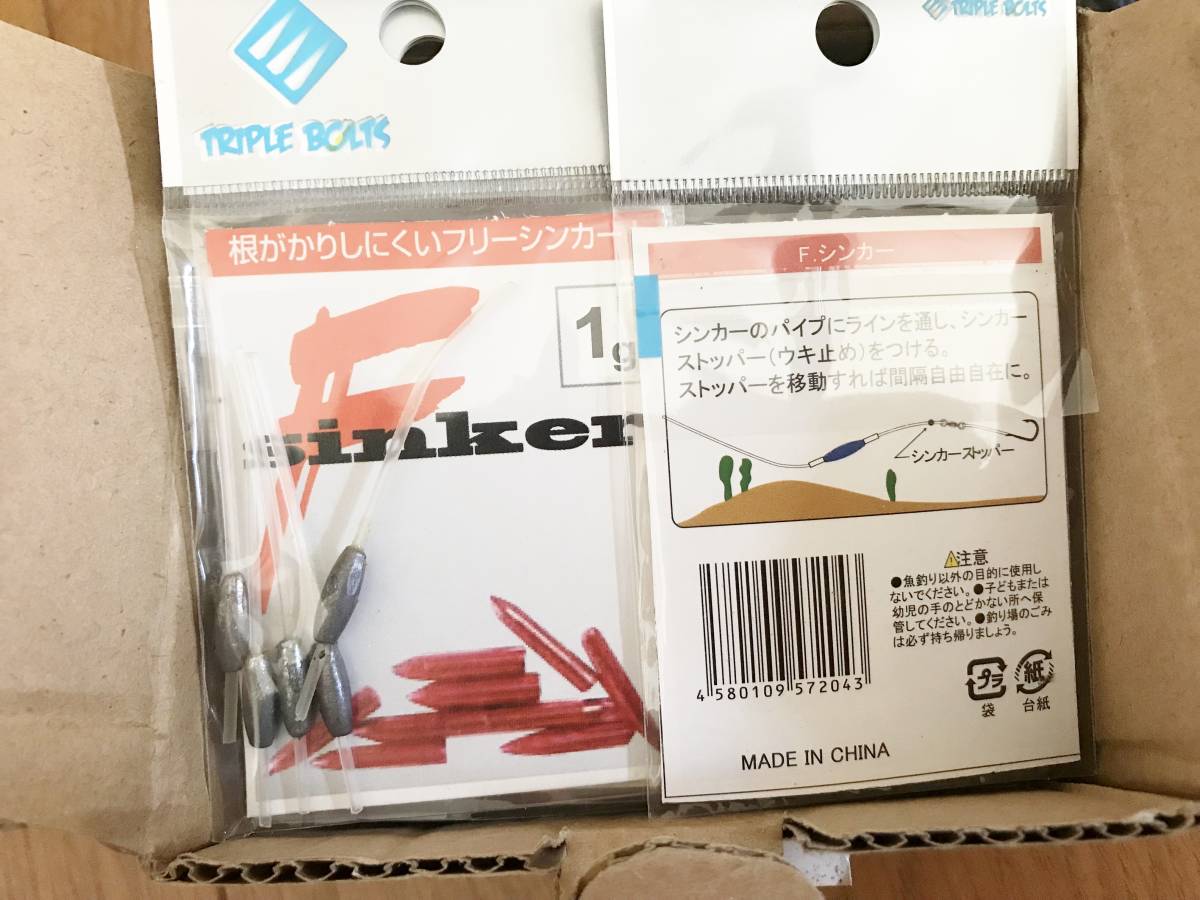 TRIPLE BOLTS
根がかりしにくいフリーシンカー
F
1g
sinker
TRIPLE BOLTS
F.シンカー
シンカーのパイプにラインを通し、シンカー
ストッパー(ウキ止め)をつける。
ストッパーを移動すれば間隔自由自在に。
シンカーストッパー
注意
●魚釣り以外の目的に使用し
ないでください。●子どもまたは
幼児の手のとどかない所へ保
管してください。●釣り場のごみ
は必ず持ち帰りましょう。
4 580109 572043
プラ
袋
紙
台紙
MADE IN CHINA